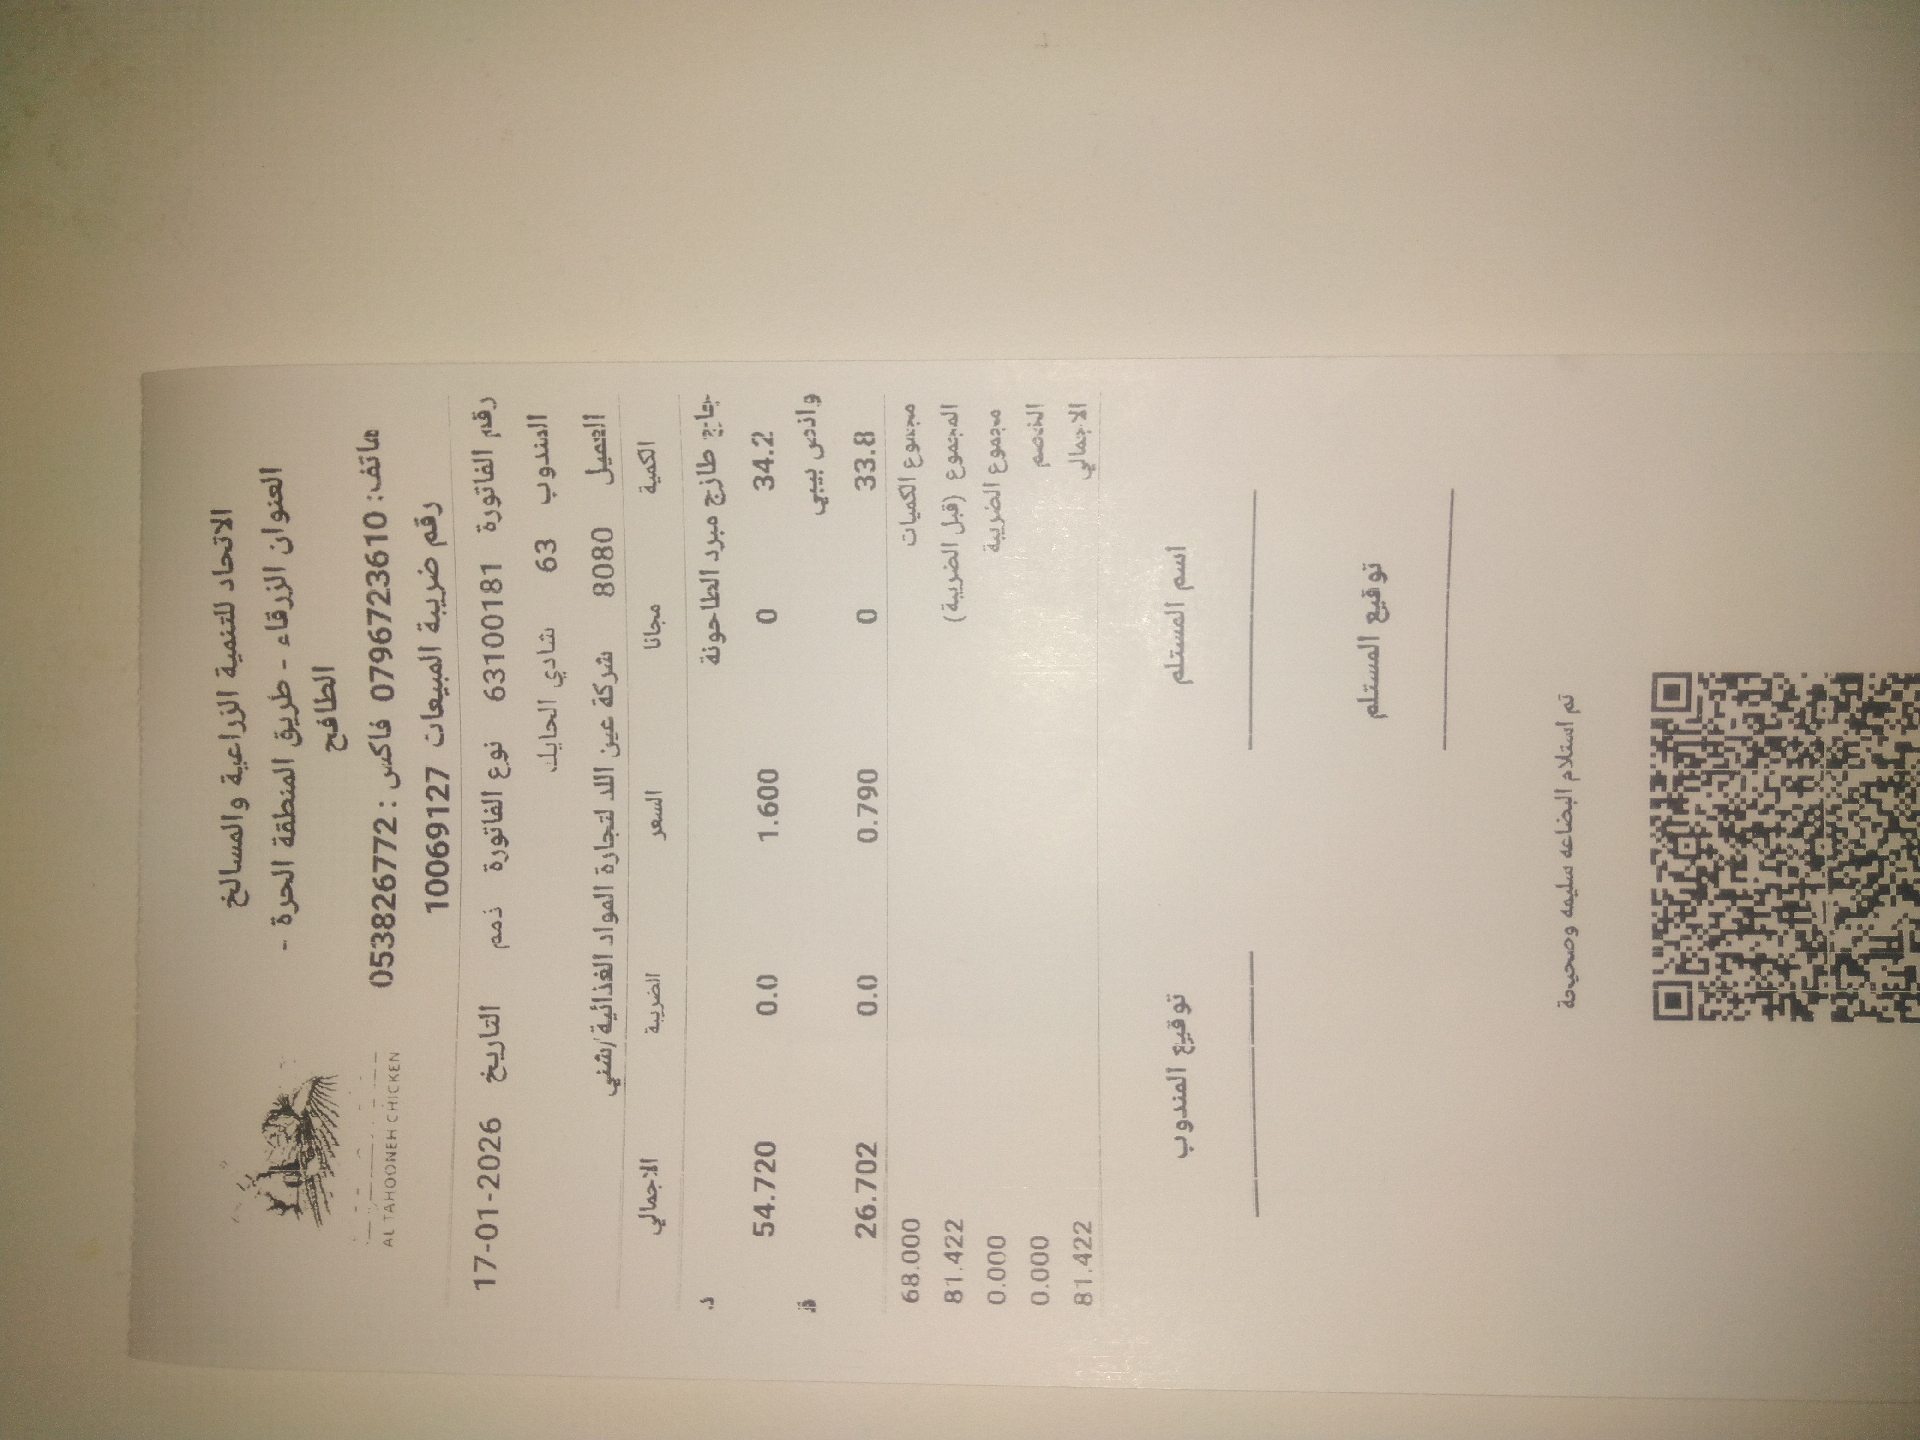 الاتحاد للتنمية الزراعية والمسالخ
العنوان الزرقاء - طريق المنطقة الحرة -
الطافح
هاتف: 0796723610 فاكس : 053826772
رقم ضريبة المبيعات 10069127
AL TAHOONEH CHICKEN
رقم الفاتورة 63100181 نوع الفاتورة ذمم التاريخ 17-01-2026
المندوب 63 شادي الحايك
العميل 8080 شركة عين اللد لتجارة المواد الغذائية/شني
الكمية مجانا السعر الضريبة الاجمالي
جاج طازج مبرد الطاحونة د.
34.2 0 1.600 0.0 54.720
وانص بيبي
33.8 0 0.790 0.0 26.702
مجموع الكميات 68.000
المجموع (قبل الضريبة) 81.422
مجموع الضريبة 0.000
الخصم 0.000
الاجمالي 81.422
اسم المستلم توقيع المندوب
توقيع المستلم
تم استلام البضاعه سليمه وصحيحة